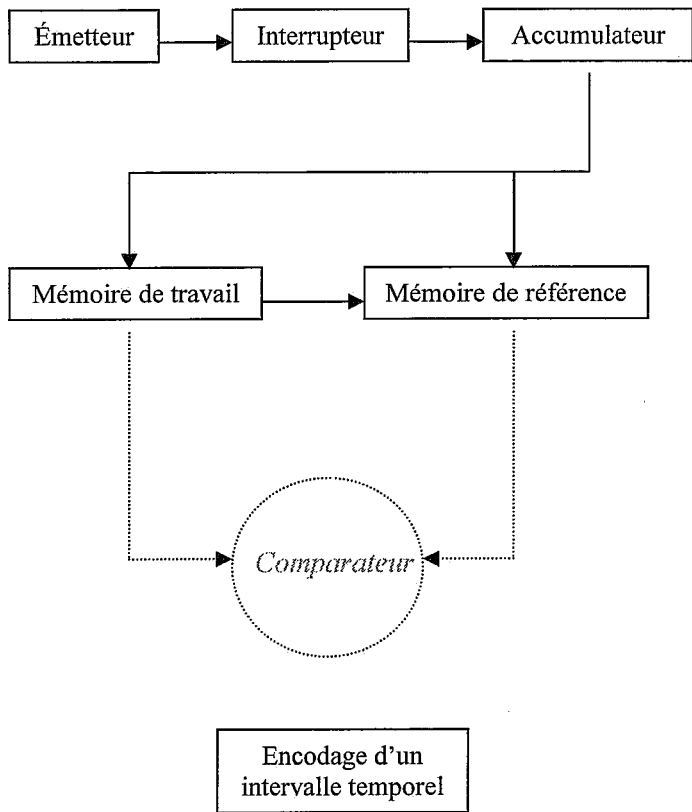 Émetteur
Interrupteur
Accumulateur
Mémoire de travail
Mémoire de référence
Comparateur
Encodage d'un
intervalle temporel